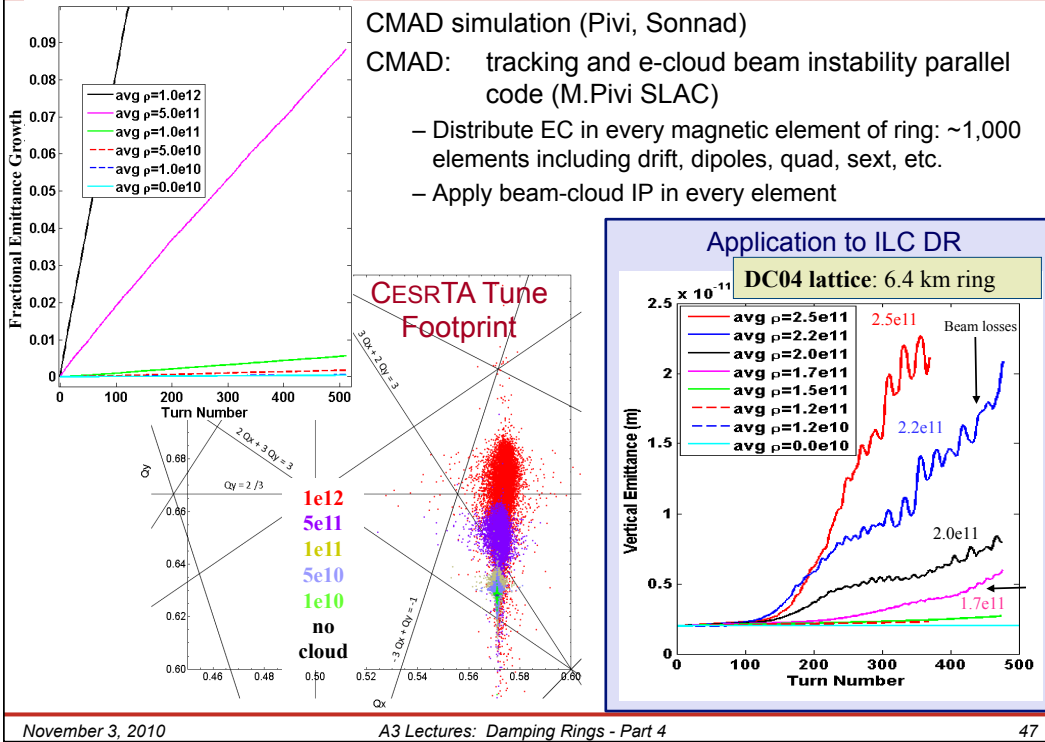 CMAD simulation (Pivi, Sonnad)
CMAD: tracking and e-cloud beam instability parallel
code (M.Pivi SLAC)
– Distribute EC in every magnetic element of ring: ~1,000
elements including drift, dipoles, quad, sext, etc.
– Apply beam-cloud IP in every element
Fractional Emittance Growth
0.09
0.08
0.07
0.06
0.05
0.04
0.03
0.02
0.01
0
avg ρ=1.0e12
avg ρ=5.0e11
avg ρ=1.0e11
avg ρ=5.0e10
avg ρ=1.0e10
avg ρ=0.0e10
0 100 200 300 400 500
Turn Number
CESRTA Tune
Footprint
3 Qx + 2 Qy = 3
2 Qx + 3 Qy = 3
Qy = 2 /3
- 3 Qx + Qy = -1
Qy
0.68
0.66
0.64
0.62
0.60
1e12
5e11
1e11
5e10
1e10
no
cloud
0.46 0.48 0.50 0.52 0.54 0.56 0.58 0.60
Qx
Application to ILC DR
DC04 lattice: 6.4 km ring
x 10-11
2.5
2
1.5
1
0.5
0
Vertical Emittance (m)
avg ρ=2.5e11
avg ρ=2.2e11
avg ρ=2.0e11
avg ρ=1.7e11
avg ρ=1.5e11
avg ρ=1.2e11
avg ρ=1.2e10
avg ρ=0.0e10
2.5e11
Beam losses
2.2e11
2.0e11
1.7e11
0 100 200 300 400 500
Turn Number
November 3, 2010 A3 Lectures: Damping Rings - Part 4 47